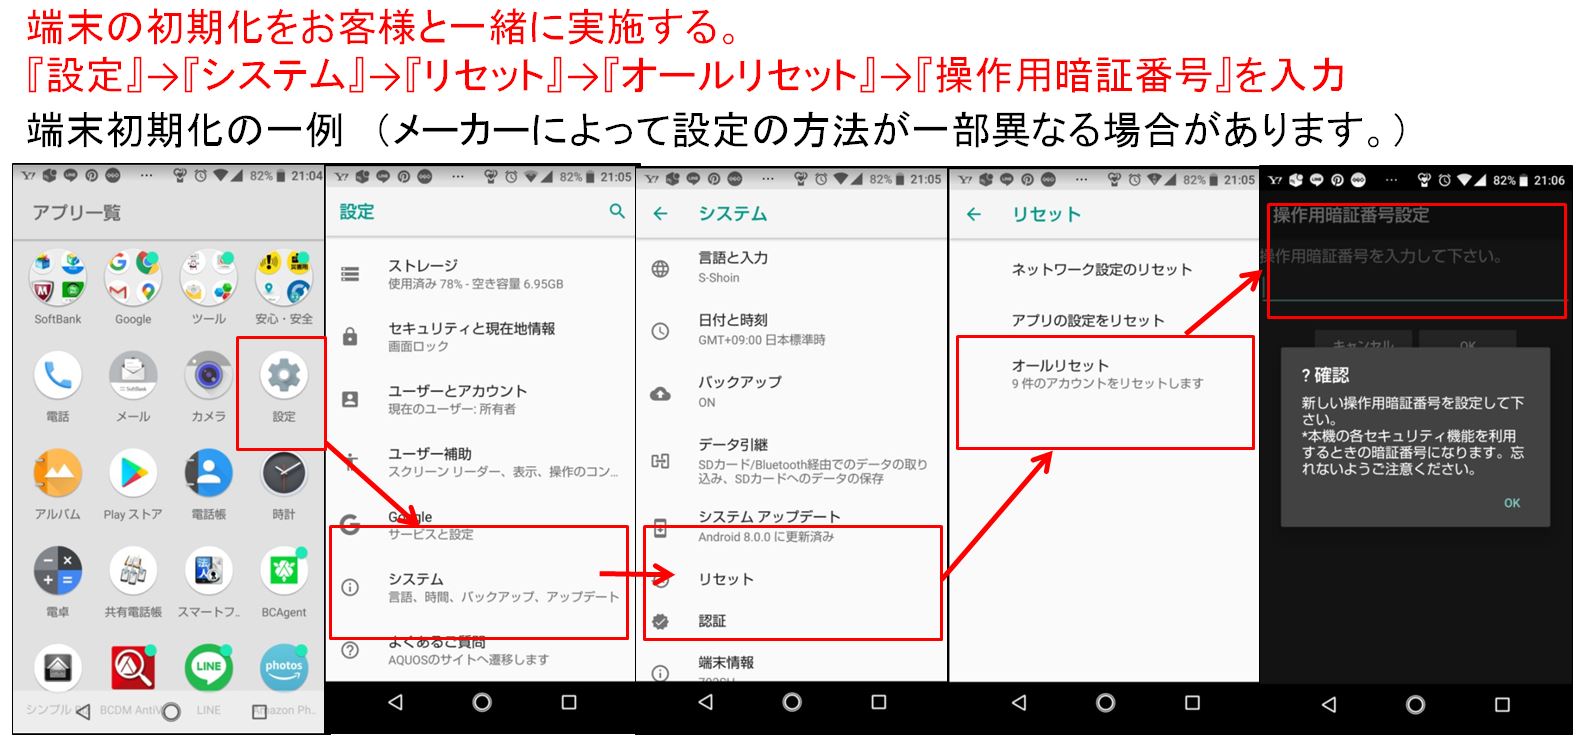 端末の初期化をお客様と一緒に実施する。
『設定』→『システム』→『リセット』→『オールリセット』→『操作用暗証番号』を入力
端末初期化の一例　（メーカーによって設定の方法が一部異なる場合があります。）
Y! ... 82% 21:04
アプリ一覧
SoftBank Google ツール 安心・安全
電話 メール カメラ 設定
アルバム Play ストア 電話帳 時計
電卓 共有電話帳 スマートフ.. BCAgent
LINE photos
シンプル BCDM AntiV LINE Amazon Ph..
Y! ... 82% 21:05
設定
ストレージ
使用済み 78% - 空き容量 6.95GB
セキュリティと現在地情報
画面ロック
ユーザーとアカウント
現在のユーザー: 所有者
ユーザー補助
スクリーン リーダー、表示、操作のコン...
Google
サービスと設定
システム
言語、時間、バックアップ、アップデート
よくあるご質問
AQUOSのサイトへ遷移します
Y! ... 82% 21:05
システム
言語と入力
S-Shoin
日付と時刻
GMT+09:00 日本標準時
バックアップ
ON
データ引継
SDカード/Bluetooth経由でのデータの取り
込み、SDカードへのデータの保存
システム アップデート
Android 8.0.0 に更新済み
リセット
認証
端末情報
702SH
Y! ... 82% 21:05
リセット
ネットワーク設定のリセット
アプリの設定をリセット
オールリセット
9 件のアカウントをリセットします
Y! ... 82% 21:06
操作用暗証番号設定
操作用暗証番号を入力して下さい。
キャンセル OK
? 確認
新しい操作用暗証番号を設定して下
さい。
*本機の各セキュリティ機能を利用
するときの暗証番号になります。忘
れないようご注意ください。
OK